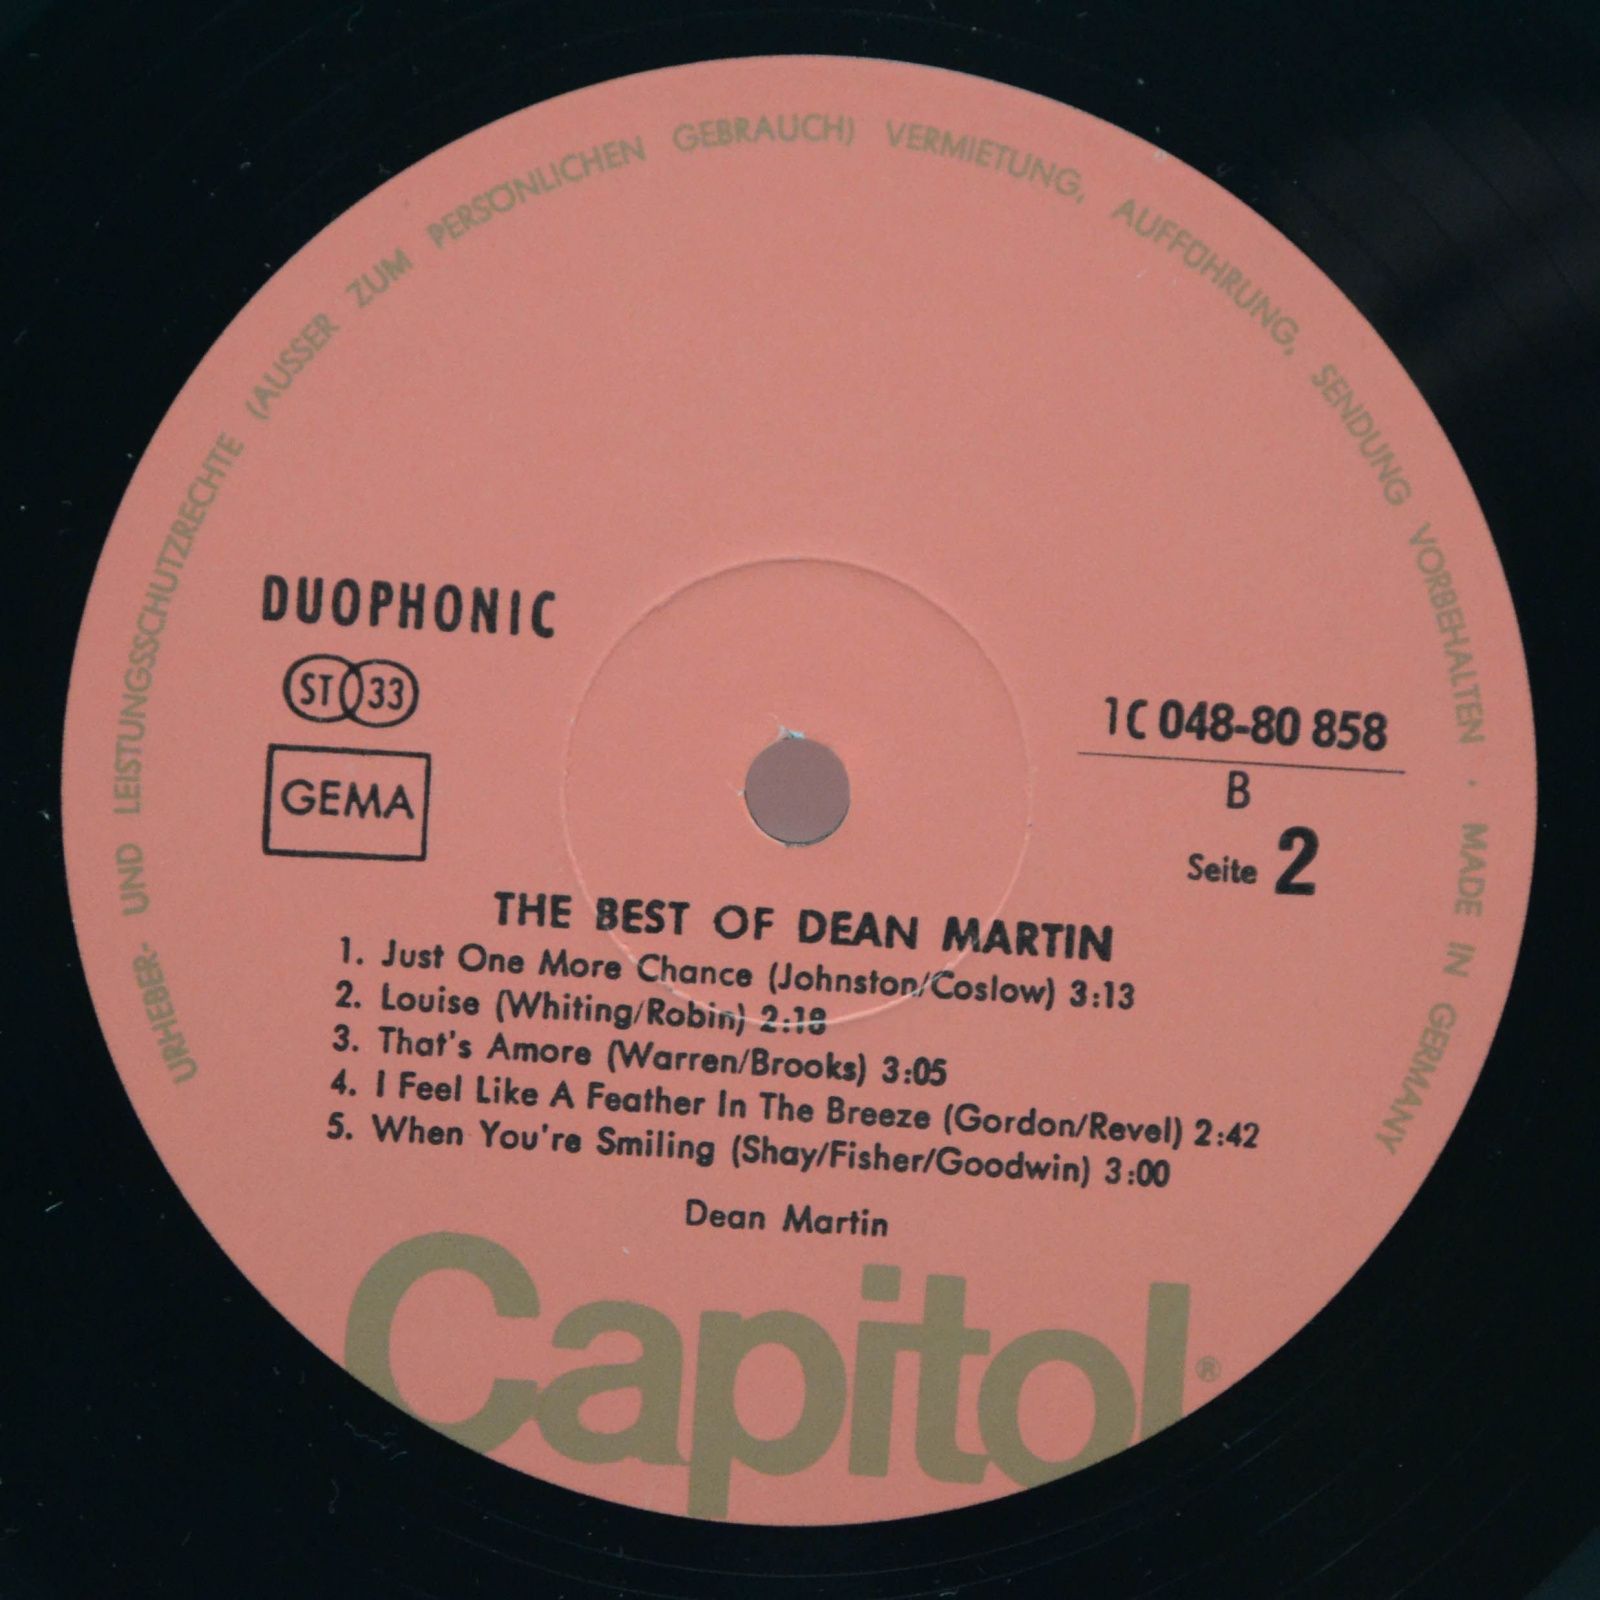 URHEBER- UND LEISTUNGSSCHUTZRECHTE (AUSSER ZUM PERSÖNLICHEN GEBRAUCH) VERMIETUNG, AUFFÜHRUNG, SENDUNG VORBEHALTEN · MADE IN GERMANY
DUOPHONIC
ST 33
GEMA
1C 048-80 858
B
Seite 2
THE BEST OF DEAN MARTIN
1. Just One More Chance (Johnston/Coslow) 3:13
2. Louise (Whiting/Robin) 2:18
3. That's Amore (Warren/Brooks) 3:05
4. I Feel Like A Feather In The Breeze (Gordon/Revel) 2:42
5. When You're Smiling (Shay/Fisher/Goodwin) 3:00
Dean Martin
Capitol®